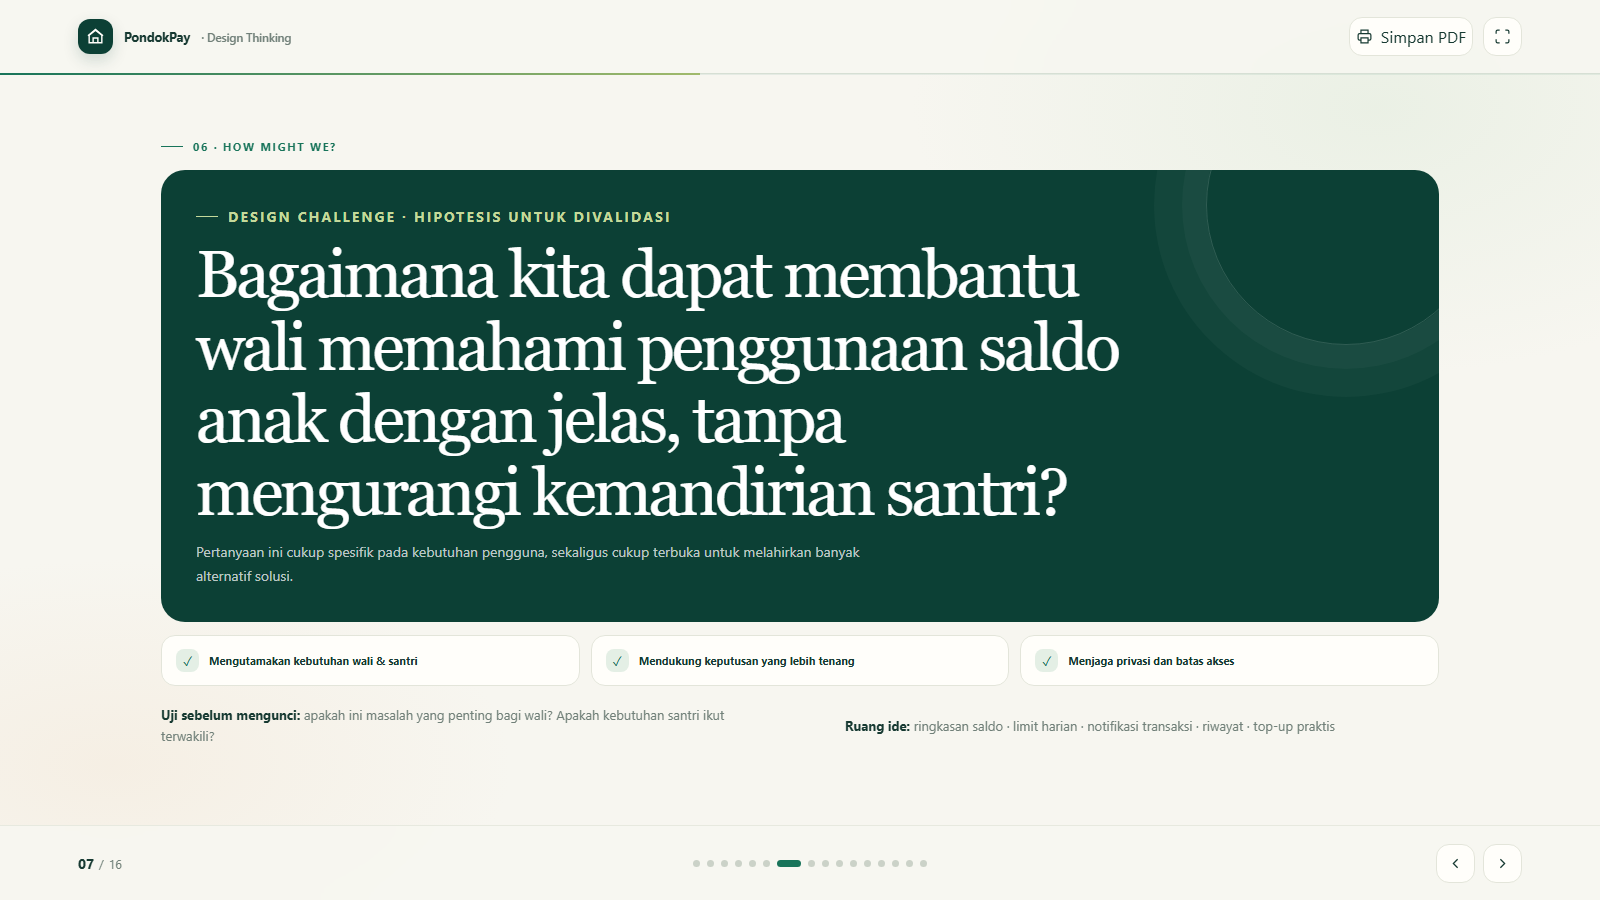 PondokPay · Design Thinking
Simpan PDF
06 · HOW MIGHT WE?
DESIGN CHALLENGE · HIPOTESIS UNTUK DIVALIDASI
Bagaimana kita dapat membantu
wali memahami penggunaan saldo
anak dengan jelas, tanpa
mengurangi kemandirian santri?
Pertanyaan ini cukup spesifik pada kebutuhan pengguna, sekaligus cukup terbuka untuk melahirkan banyak
alternatif solusi.
✓ Mengutamakan kebutuhan wali & santri
✓ Mendukung keputusan yang lebih tenang
✓ Menjaga privasi dan batas akses
Uji sebelum mengunci: apakah ini masalah yang penting bagi wali? Apakah kebutuhan santri ikut
terwakili?
Ruang ide: ringkasan saldo · limit harian · notifikasi transaksi · riwayat · top-up praktis
07 / 16